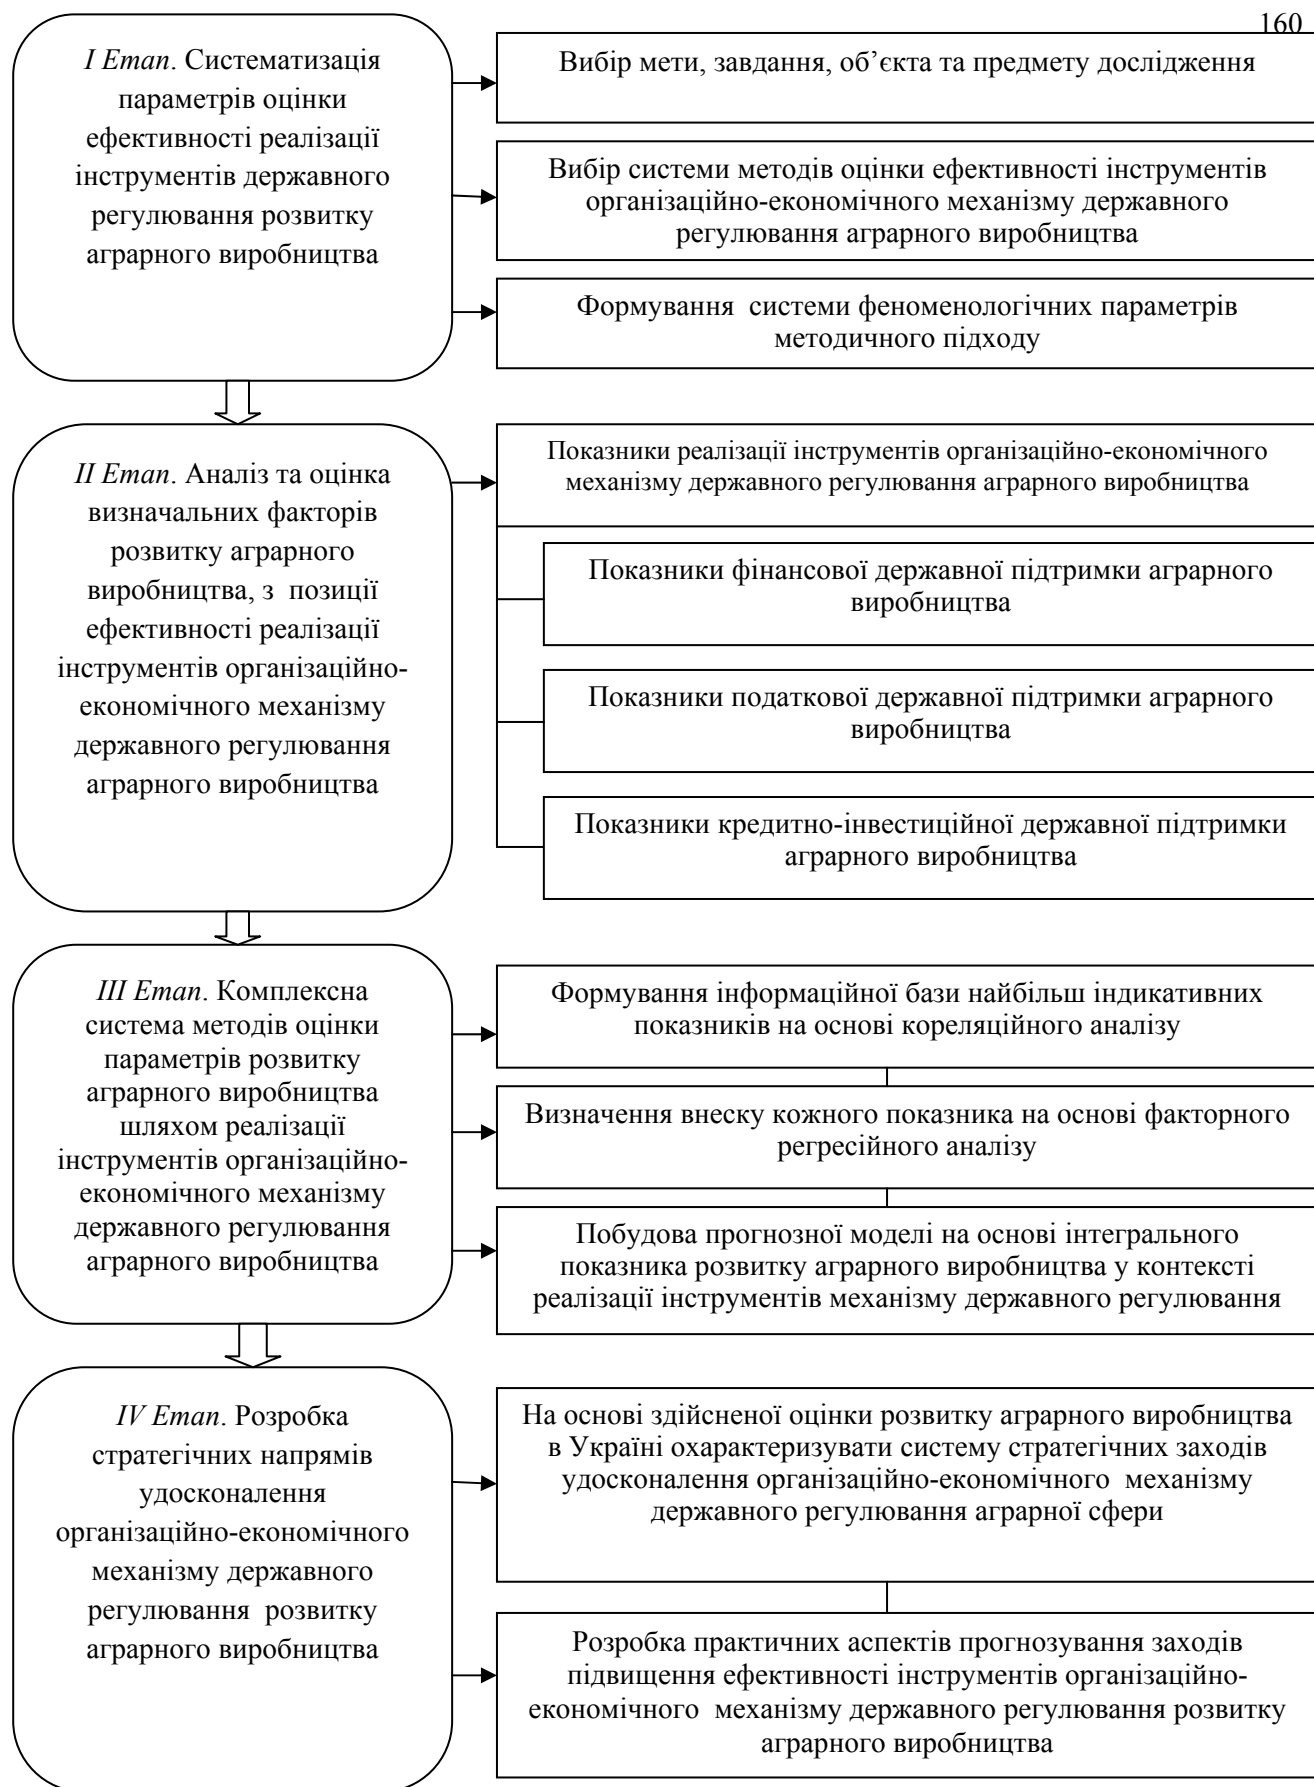 160
I Етап. Систематизація
параметрів оцінки
ефективності реалізації
інструментів державного
регулювання розвитку
аграрного виробництва
Вибір мети, завдання, об’єкта та предмету дослідження
Вибір системи методів оцінки ефективності інструментів
організаційно-економічного механізму державного
регулювання аграрного виробництва
Формування системи феноменологічних параметрів
методичного підходу
II Етап. Аналіз та оцінка
визначальних факторів
розвитку аграрного
виробництва, з позиції
ефективності реалізації
інструментів організаційно-
економічного механізму
державного регулювання
аграрного виробництва
Показники реалізації інструментів організаційно-економічного
механізму державного регулювання аграрного виробництва
Показники фінансової державної підтримки аграрного
виробництва
Показники податкової державної підтримки аграрного
виробництва
Показники кредитно-інвестиційної державної підтримки
аграрного виробництва
III Етап. Комплексна
система методів оцінки
параметрів розвитку
аграрного виробництва
шляхом реалізації
інструментів організаційно-
економічного механізму
державного регулювання
аграрного виробництва
Формування інформаційної бази найбільш індикативних
показників на основі кореляційного аналізу
Визначення внеску кожного показника на основі факторного
регресійного аналізу
Побудова прогнозної моделі на основі інтегрального
показника розвитку аграрного виробництва у контексті
реалізації інструментів механізму державного регулювання
IV Етап. Розробка
стратегічних напрямів
удосконалення
організаційно-економічного
механізму державного
регулювання розвитку
аграрного виробництва
На основі здійсненої оцінки розвитку аграрного виробництва
в Україні охарактеризувати систему стратегічних заходів
удосконалення організаційно-економічного механізму
державного регулювання аграрної сфери
Розробка практичних аспектів прогнозування заходів
підвищення ефективності інструментів організаційно-
економічного механізму державного регулювання розвитку
аграрного виробництва